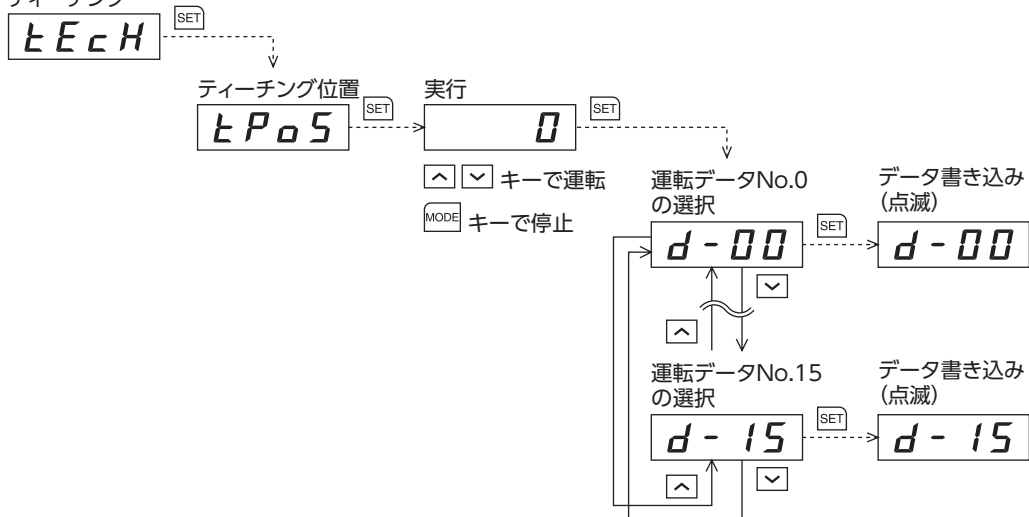 ティーチング
tEcH
SET
ティーチング位置
tPoS
SET
実行
0
SET
キーで運転
MODE キーで停止
運転データNo.0
の選択
d-00
SET
データ書き込み
(点滅)
d-00
運転データNo.15
の選択
d-15
SET
データ書き込み
(点滅)
d-15